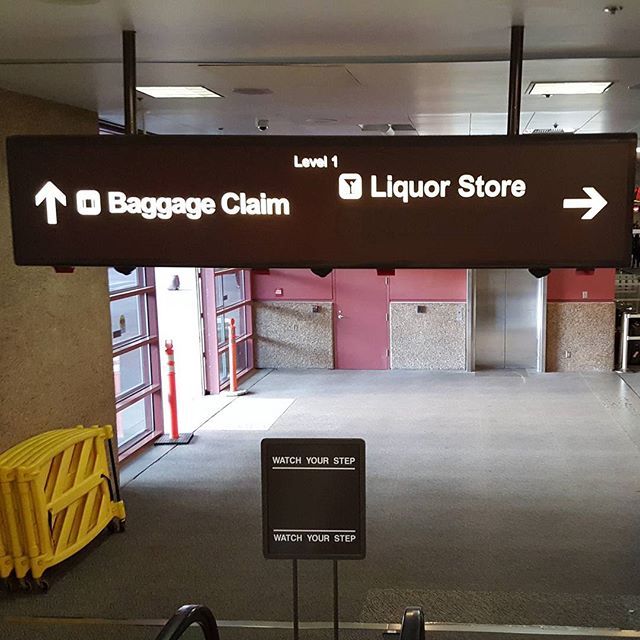 Level 1
Baggage Claim
Liquor Store
WATCH YOUR STEP
WATCH YOUR STEP